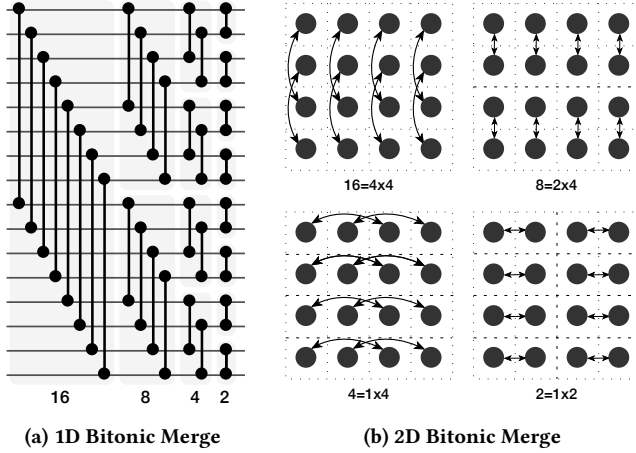 16=4x4
8=2x4
16
8
4
2
4=1x4
2=1x2
(a) 1D Bitonic Merge
(b) 2D Bitonic Merge